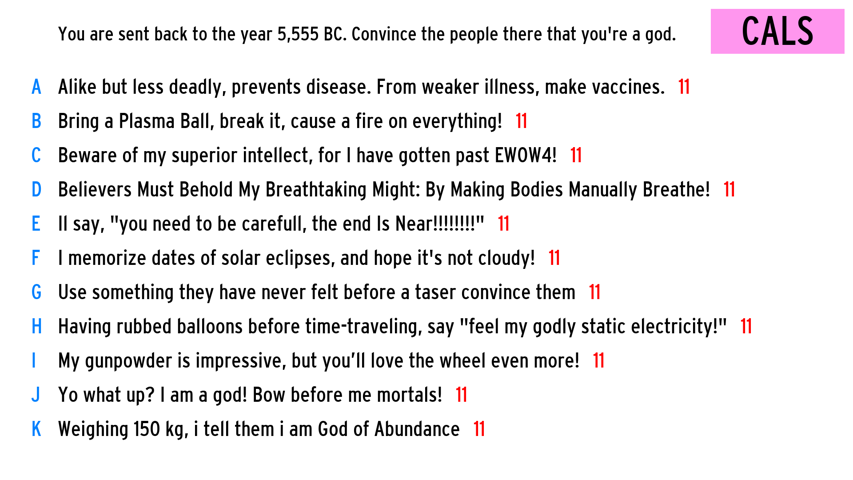 You are sent back to the year 5,555 BC. Convince the people there that you're a god.
CALS
A Alike but less deadly, prevents disease. From weaker illness, make vaccines. 11
B Bring a Plasma Ball, break it, cause a fire on everything! 11
C Beware of my superior intellect, for I have gotten past EWOW4! 11
D Believers Must Behold My Breathtaking Might: By Making Bodies Manually Breathe! 11
E Il say, "you need to be carefull, the end Is Near!!!!!!!!" 11
F I memorize dates of solar eclipses, and hope it's not cloudy! 11
G Use something they have never felt before a taser convince them 11
H Having rubbed balloons before time-traveling, say "feel my godly static electricity!" 11
I My gunpowder is impressive, but you’ll love the wheel even more! 11
J Yo what up? I am a god! Bow before me mortals! 11
K Weighing 150 kg, i tell them i am God of Abundance 11